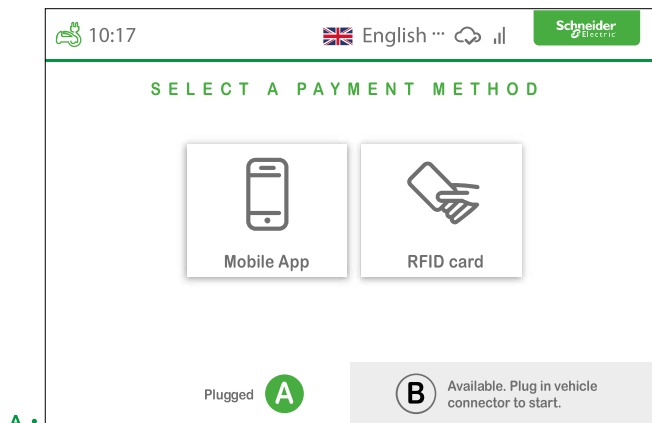 10:17
English ···
Schneider
Electric
SELECT A PAYMENT METHOD
Mobile App
RFID card
Plugged
A
B
Available. Plug in vehicle
connector to start.
A •